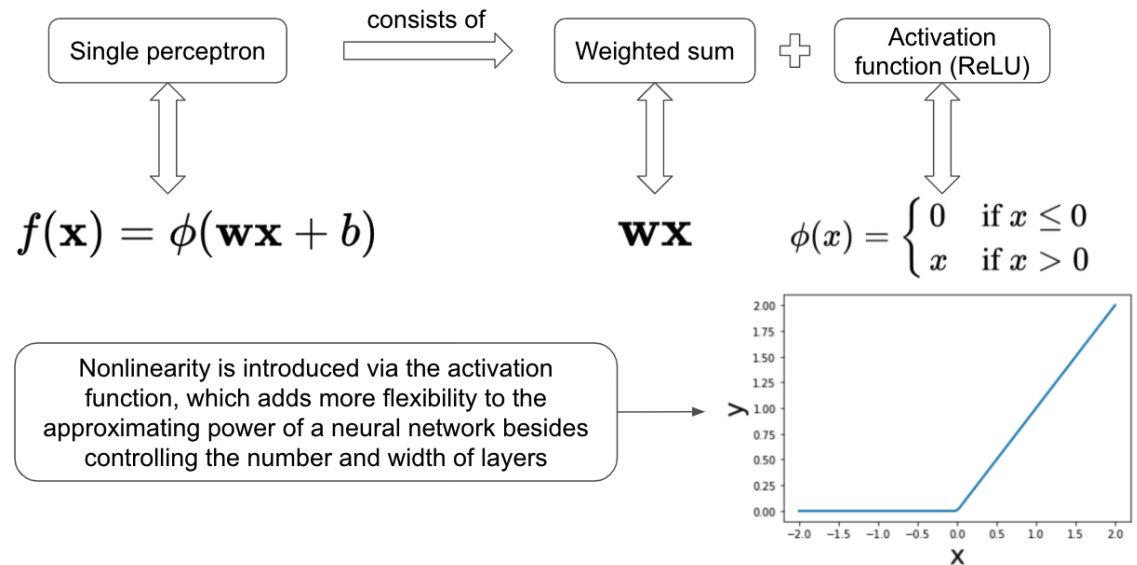 consists of
Single perceptron
Weighted sum
Activation
function (ReLU)
f(x) = ϕ(wx + b)
wx
ϕ(x) = { 0 if x ≤ 0
x if x > 0
Nonlinearity is introduced via the activation
function, which adds more flexibility to the
approximating power of a neural network besides
controlling the number and width of layers
2.00
1.75
1.50
1.25
1.00
0.75
0.50
0.25
0.00
y
−2.0 −1.5 −1.0 −0.5 0.0 0.5 1.0 1.5 2.0
x